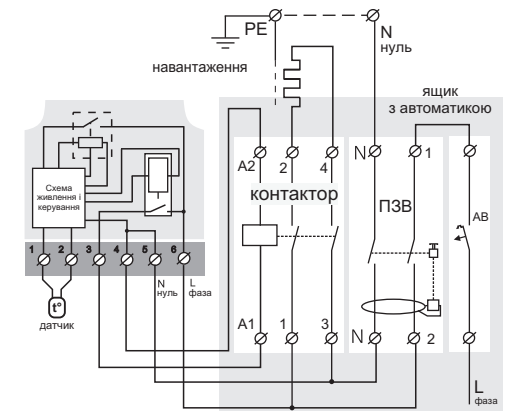 PE
N
нуль
навантаження
ящик
з автоматикою
A2
2
4
N
1
контактор
ПЗВ
АВ
Схема
живлення і
керування
1
2
3
4
5
6
N
нуль
L
фаза
t°
датчик
A1
1
3
N
2
L
фаза